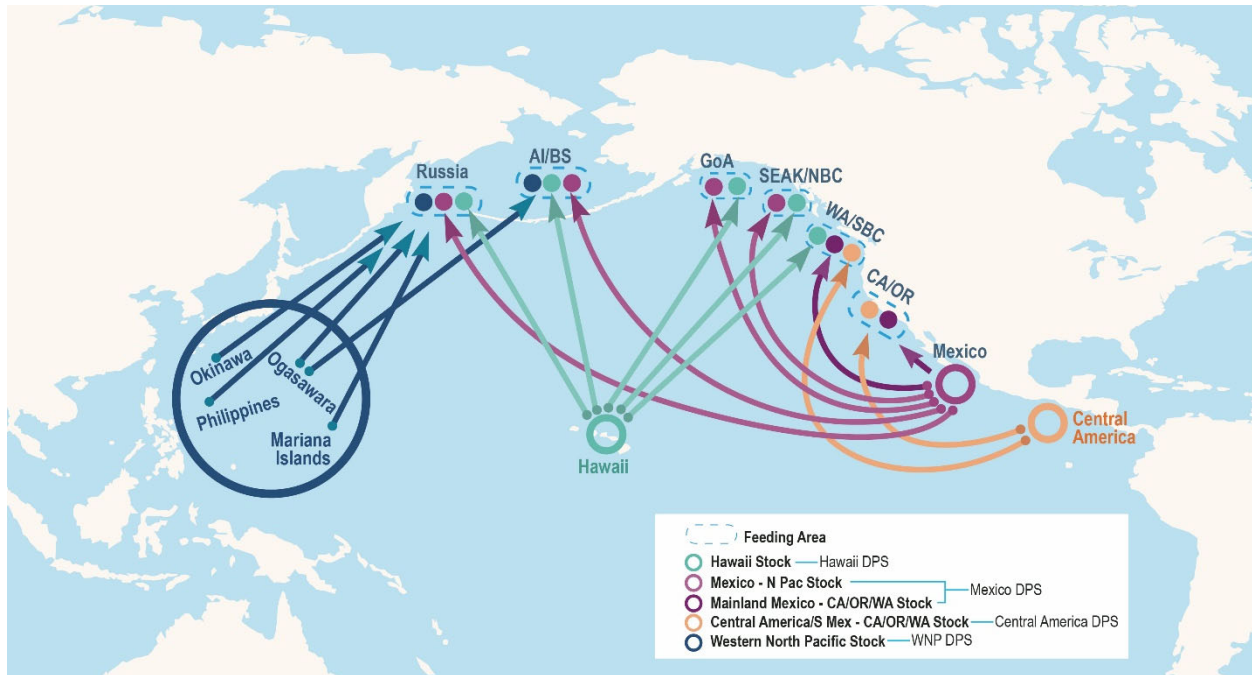 AI/BS
Russia
GoA
SEAK/NBC
WA/SBC
CA/OR
Mexico
Okinawa
Ogasawara
Philippines
Mariana
Islands
Hawaii
Central
America
Feeding Area
Hawaii Stock Hawaii DPS
Mexico - N Pac Stock
Mexico DPS
Mainland Mexico - CA/OR/WA Stock
Central America/S Mex - CA/OR/WA Stock Central America DPS
Western North Pacific Stock WNP DPS